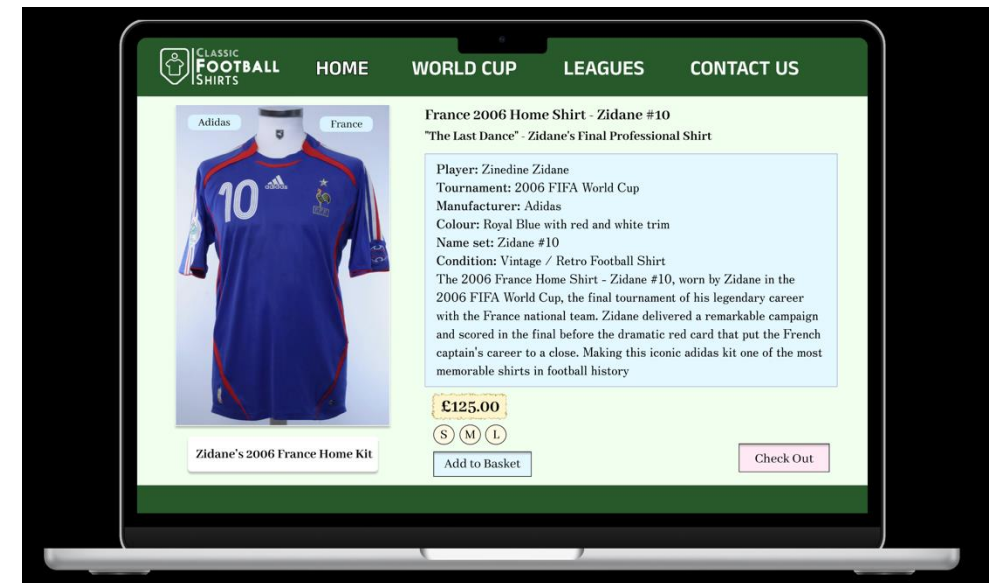 CLASSIC
FOOTBALL
SHIRTS
HOME
WORLD CUP
LEAGUES
CONTACT US
Adidas
France
10
adidas
Zidane's 2006 France Home Kit
France 2006 Home Shirt - Zidane #10
"The Last Dance" - Zidane's Final Professional Shirt
Player: Zinedine Zidane
Tournament: 2006 FIFA World Cup
Manufacturer: Adidas
Colour: Royal Blue with red and white trim
Name set: Zidane #10
Condition: Vintage / Retro Football Shirt
The 2006 France Home Shirt - Zidane #10, worn by Zidane in the
2006 FIFA World Cup, the final tournament of his legendary career
with the France national team. Zidane delivered a remarkable campaign
and scored in the final before the dramatic red card that put the French
captain's career to a close. Making this iconic adidas kit one of the most
memorable shirts in football history
£125.00
S M L
Add to Basket
Check Out